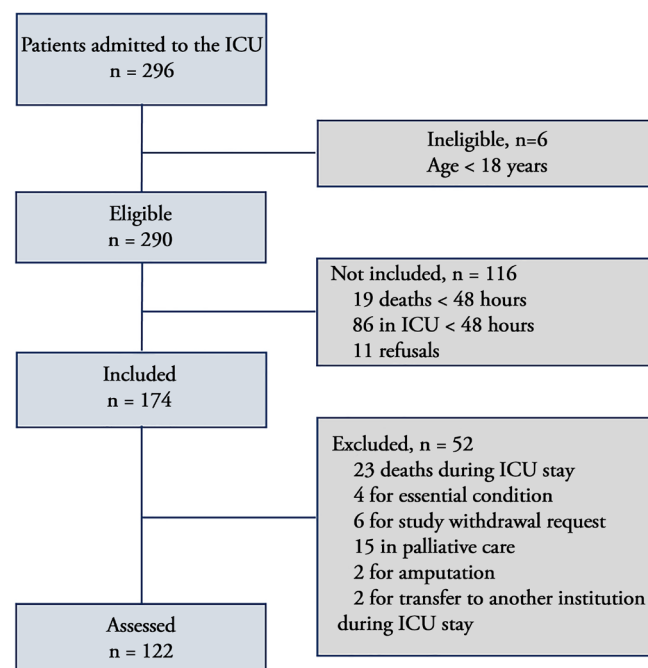 Patients admitted to the ICU
n = 296
Ineligible, n=6
Age < 18 years
Eligible
n = 290
Not included, n = 116
19 deaths < 48 hours
86 in ICU < 48 hours
11 refusals
Included
n = 174
Excluded, n = 52
23 deaths during ICU stay
4 for essential condition
6 for study withdrawal request
15 in palliative care
2 for amputation
2 for transfer to another institution
during ICU stay
Assessed
n = 122